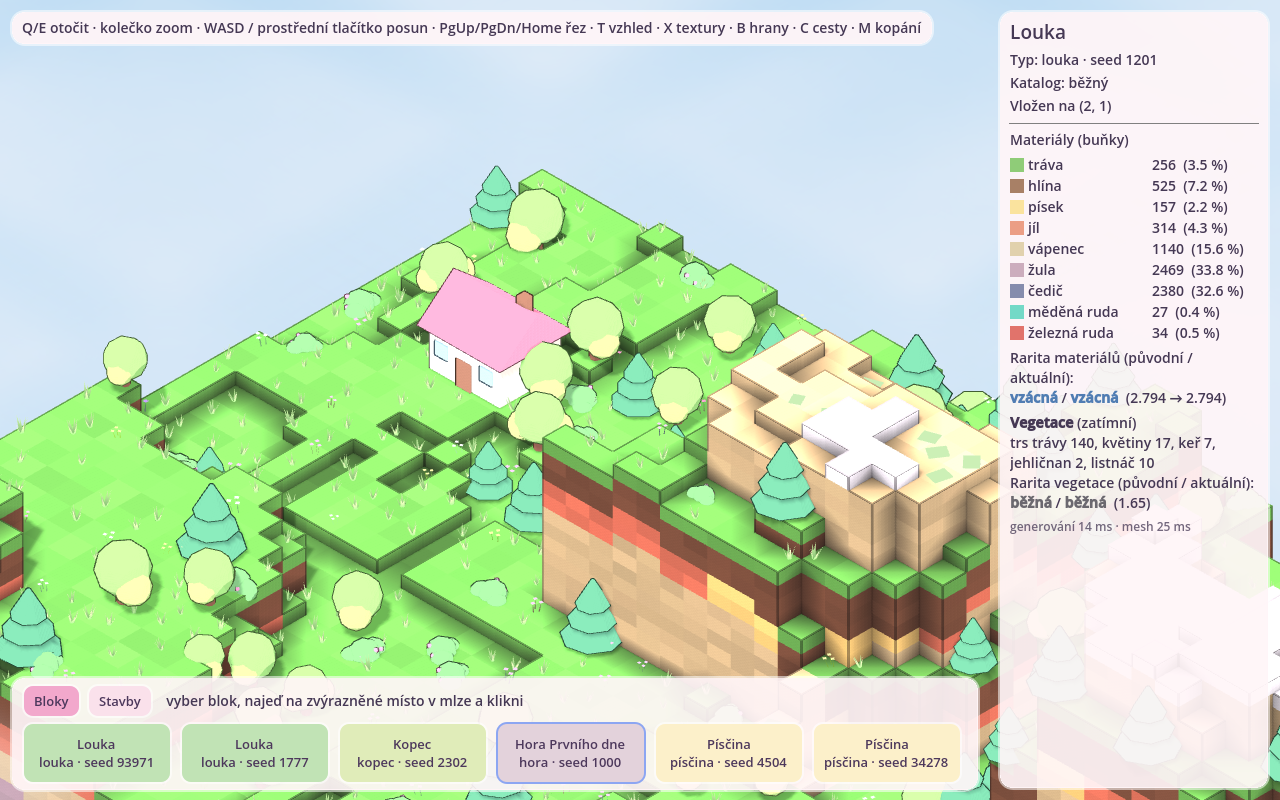 Q/E otočit · kolečko zoom · WASD / prostřední tlačítko posun · PgUp/PgDn/Home řez · T vzhled · X textury · B hrany · C cesty · M kopání
Louka
Typ: louka · seed 1201
Katalog: běžný
Vložen na (2, 1)
Materiály (buňky)
tráva 256 (3.5 %)
hlína 525 (7.2 %)
písek 157 (2.2 %)
jíl 314 (4.3 %)
vápenec 1140 (15.6 %)
žula 2469 (33.8 %)
čedič 2380 (32.6 %)
měděná ruda 27 (0.4 %)
železná ruda 34 (0.5 %)
Rarita materiálů (původní /
aktuální):
vzácná / vzácná (2.794 → 2.794)
Vegetace (zatímní)
trs trávy 140, květiny 17, keř 7,
jehličnan 2, listnáč 10
Rarita vegetace (původní / aktuální):
běžná / běžná (1.65)
generování 14 ms · mesh 25 ms
Bloky Stavby vyber blok, najeď na zvýrazněné místo v mlze a klikni
Louka
louka · seed 93971
Louka
louka · seed 1777
Kopec
kopec · seed 2302
Hora Prvního dne
hora · seed 1000
Písčina
písčina · seed 4504
Písčina
písčina · seed 34278